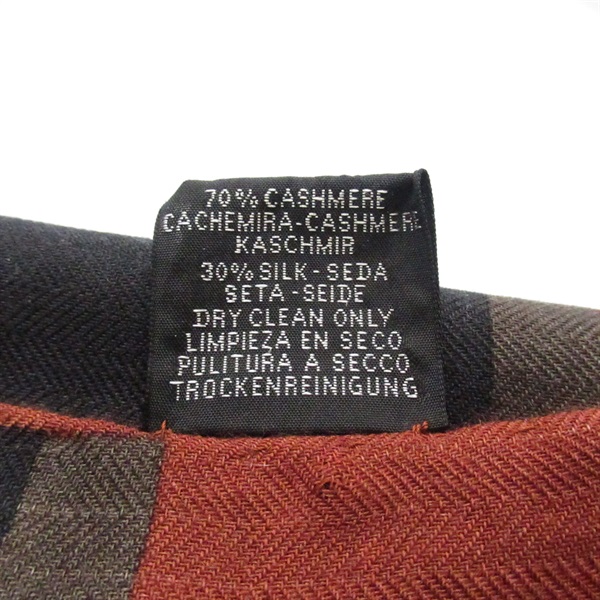 70% CASHMERE
CACHEMIRA-CASHMERE
KASCHMIR
30% SILK-SEDA
SETA-SEIDE
DRY CLEAN ONLY
LIMPIEZA EN SECO
PULITURA A SECCO
TROCKENREINIGUNG